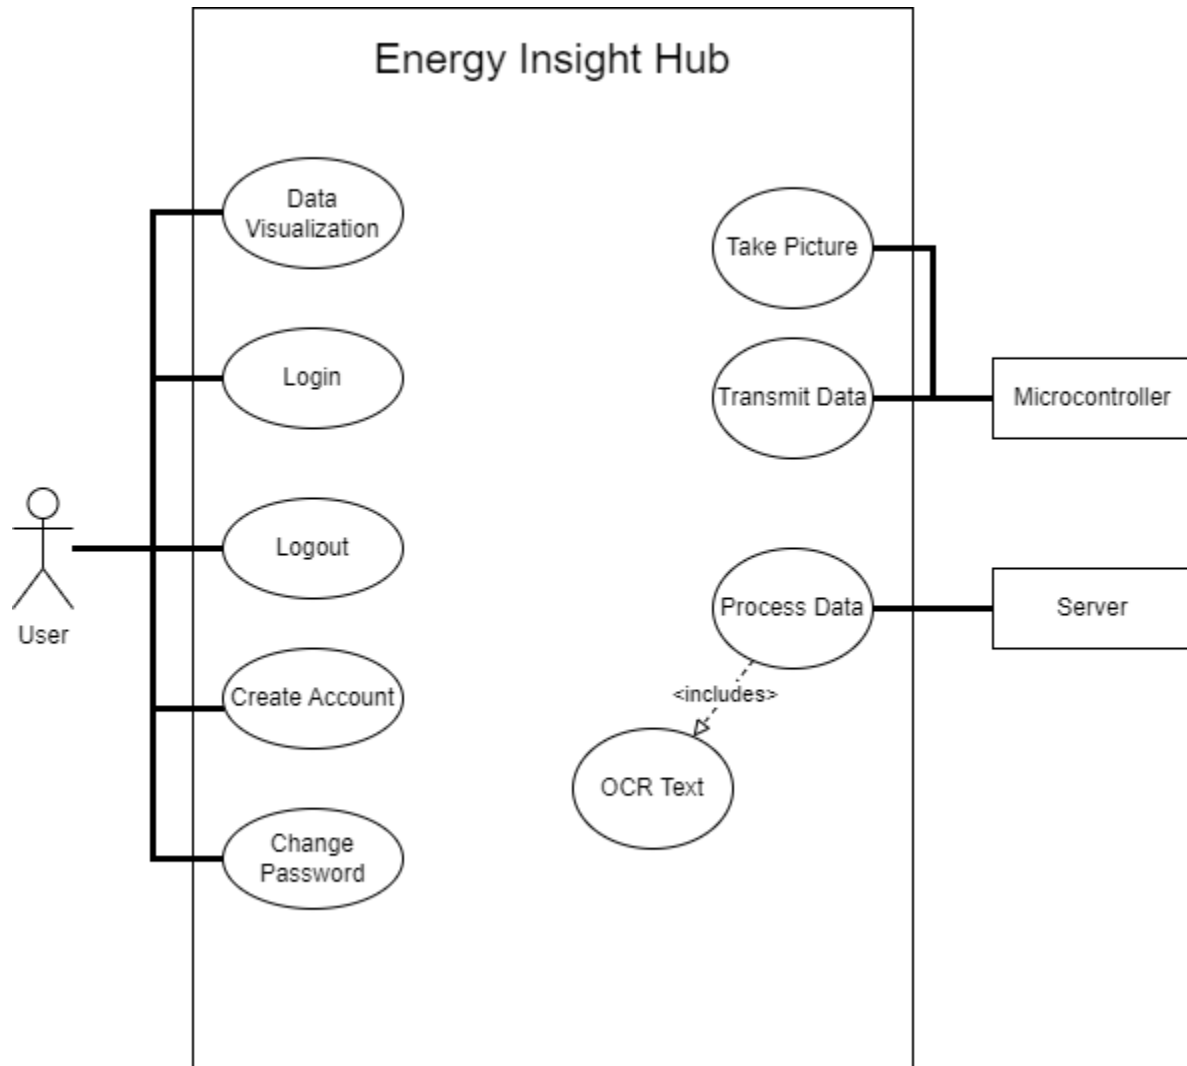 Energy Insight Hub
Data
Visualization
Login
Logout
Create Account
Change
Password
User
Take Picture
Transmit Data
Process Data
<includes>
OCR Text
Microcontroller
Server